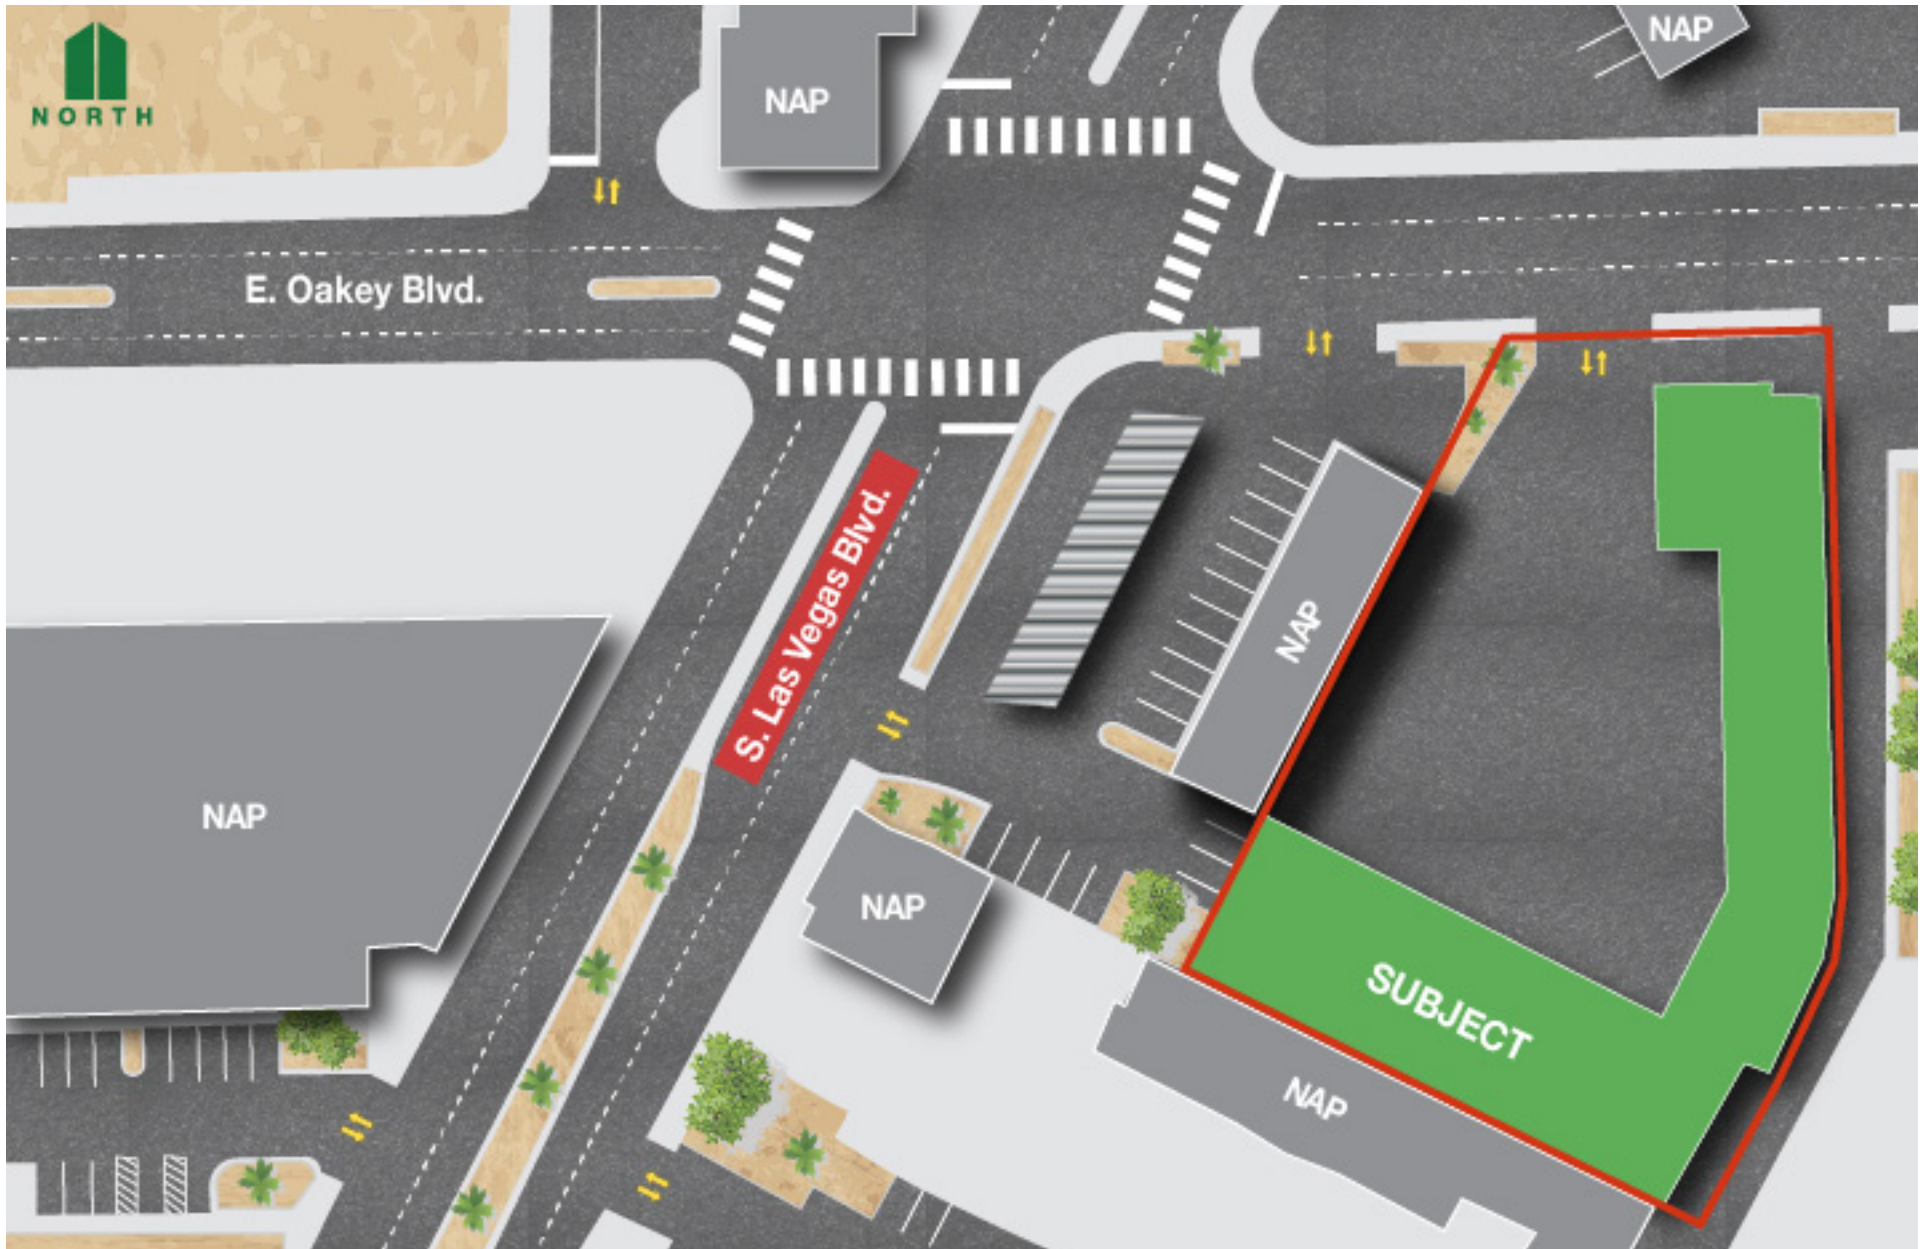 NAP
NORTH
NAP
E. Oakey Blvd.
S. Las Vegas Blvd.
NAP
NAP
NAP
SUBJECT
NAP